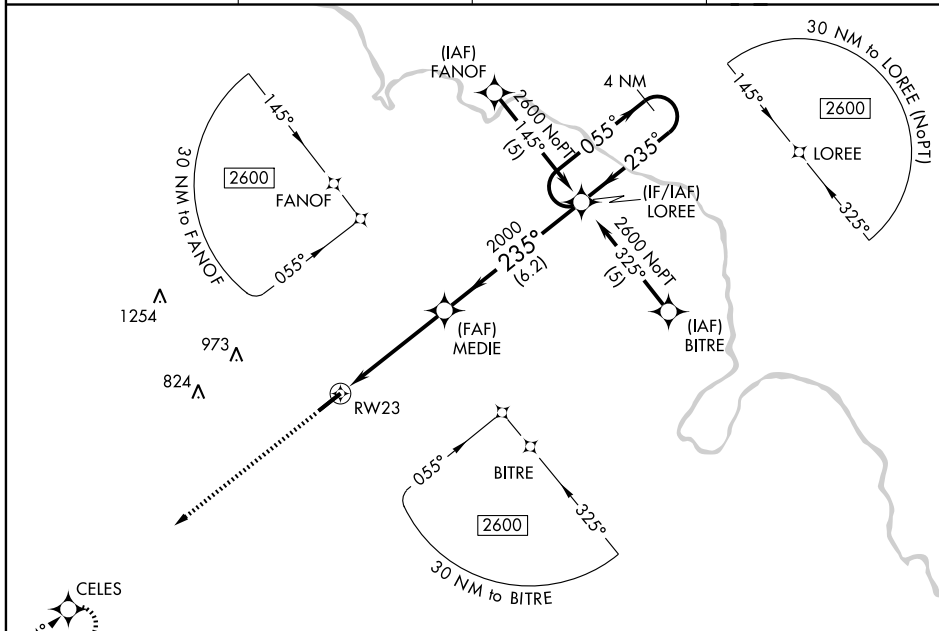 (IAF)
FANOF
4 NM
30 NM to LOREE (NoPT)
145°
2600
LOREE
325°
2600 NoPT
145°
(5)
055°
235°
(IF/IAF)
LOREE
145°
2600
FANOF
055°
30 NM to FANOF
2000
235°
(6.2)
2600 NoPT
325°
(5)
(IAF)
BITRE
(FAF)
MEDIE
1254
973
824
RW23
055°
BITRE
325°
2600
30 NM to BITRE
CELES